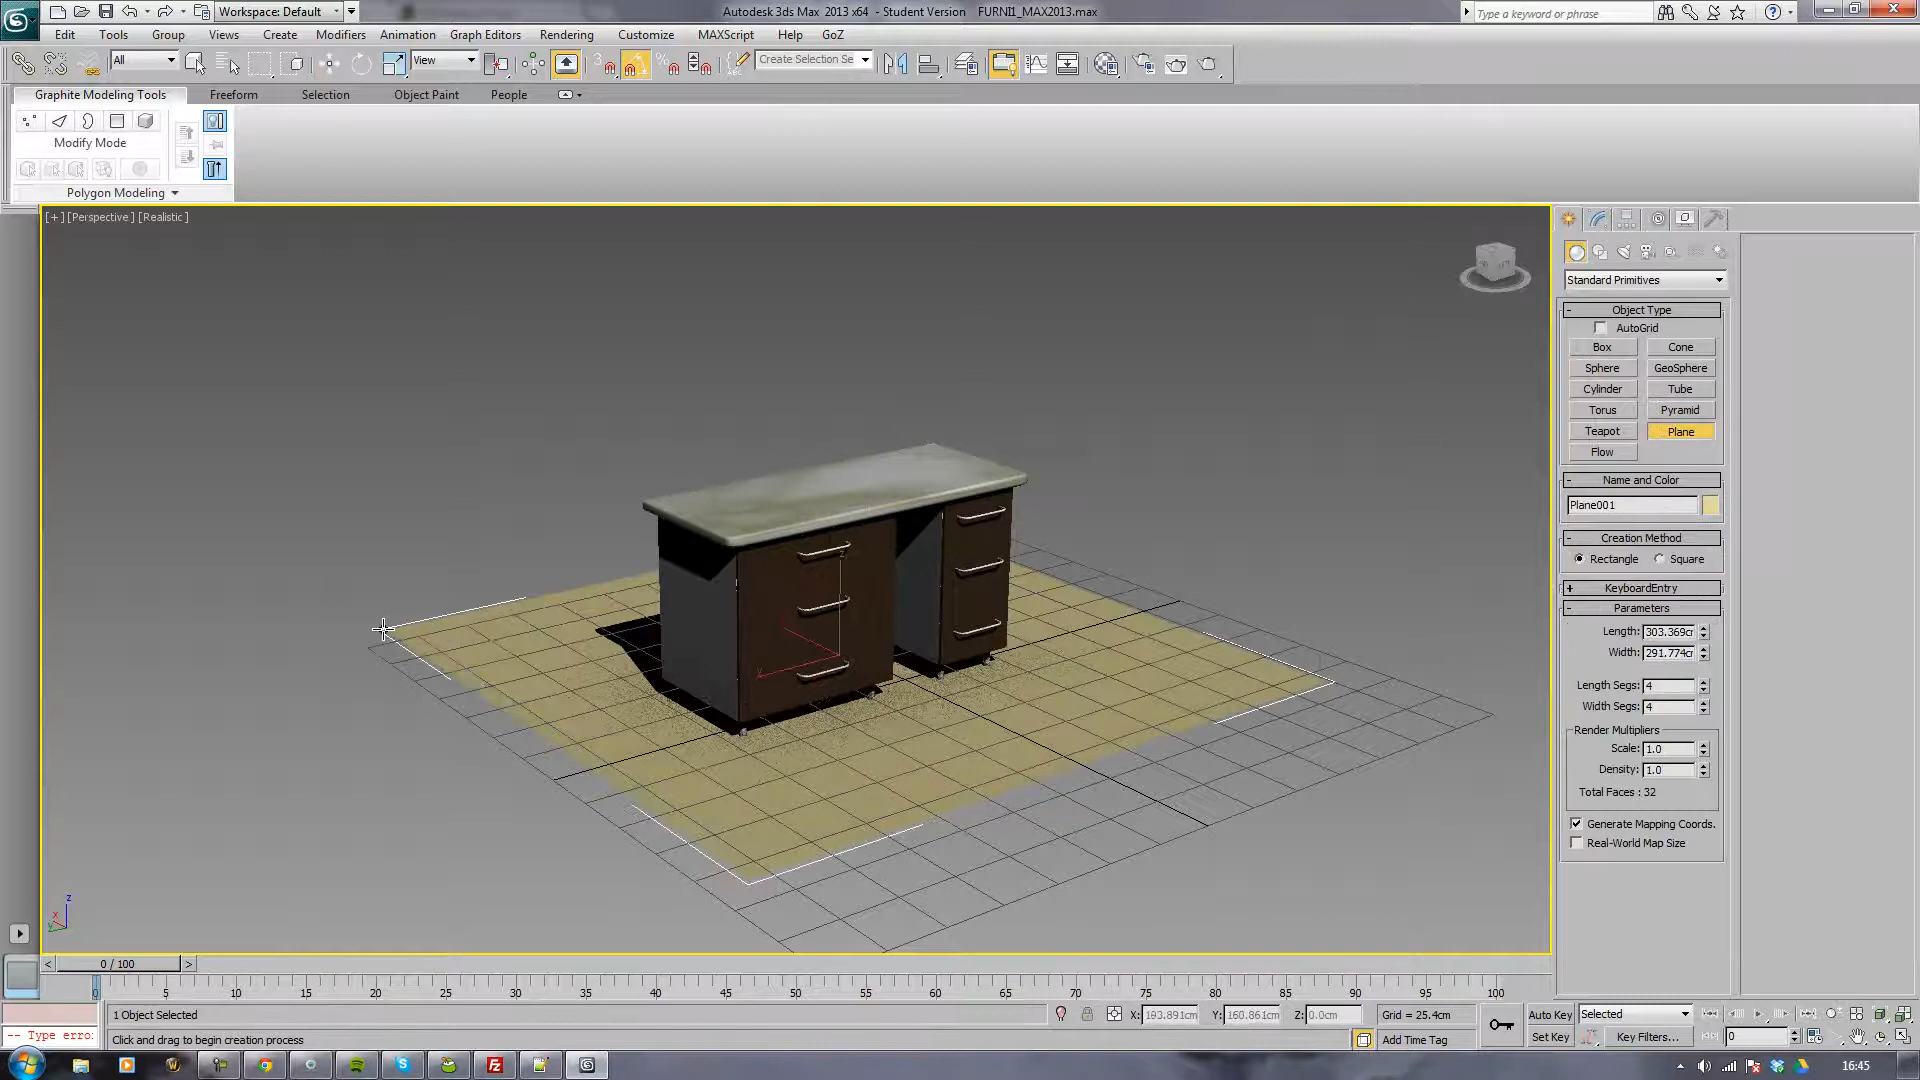 Workspace: Default
Autodesk 3ds Max 2013 x64 - Student Version FURNI1_MAX2013.max
Type a keyword or phrase
Edit Tools Group Views Create Modifiers Animation Graph Editors Rendering Customize MAXScript Help GoZ
All
View
3
Create Selection Se
Graphite Modeling Tools Freeform Selection Object Paint People
Modify Mode
Polygon Modeling
[+] [Perspective] [Realistic]
Standard Primitives
- Object Type
AutoGrid
Box Cone
Sphere GeoSphere
Cylinder Tube
Torus Pyramid
Teapot Plane
Flow
- Name and Color
Plane001
- Creation Method
Rectangle Square
+ KeyboardEntry
- Parameters
Length: 303.369cr
Width: 291.774cr
Length Segs: 4
Width Segs: 4
Render Multipliers
Scale: 1.0
Density: 1.0
Total Faces : 32
Generate Mapping Coords.
Real-World Map Size
z
x
y
< 0 / 100 >
0 5 10 15 20 25 30 35 40 45 50 55 60 65 70 75 80 85 90 95 100
1 Object Selected
X: 193.891cm Y: 160.861cm Z: 0.0cm
Grid = 25.4cm
Auto Key Selected
-- Type erro:
Click and drag to begin creation process
Add Time Tag
Set Key Key Filters...
0
16:45